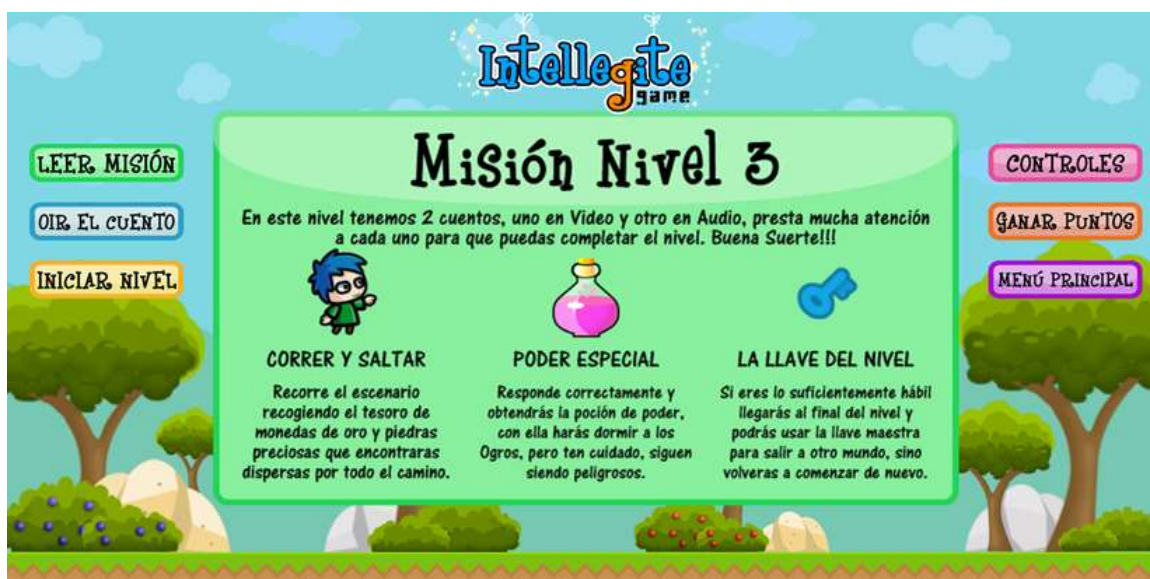 Intellegite
game
LEER MISIÓN
OIR EL CUENTO
INICIAR NIVEL
Misión Nivel 3
En este nivel tenemos 2 cuentos, uno en Video y otro en Audio, presta mucha atención
a cada uno para que puedas completar el nivel. Buena Suerte!!!
CORRER Y SALTAR
Recorre el escenario
recogiendo el tesoro de
monedas de oro y piedras
preciosas que encontraras
dispersas por todo el camino.
PODER ESPECIAL
Responde correctamente y
obtendrás la poción de poder,
con ella harás dormir a los
Ogros, pero ten cuidado, siguen
siendo peligrosos.
LA LLAVE DEL NIVEL
Si eres lo suficientemente hábil
llegarás al final del nivel y
podrás usar la llave maestra
para salir a otro mundo, sino
volveras a comenzar de nuevo.
CONTROLES
GANAR PUNTOS
MENÚ PRINCIPAL